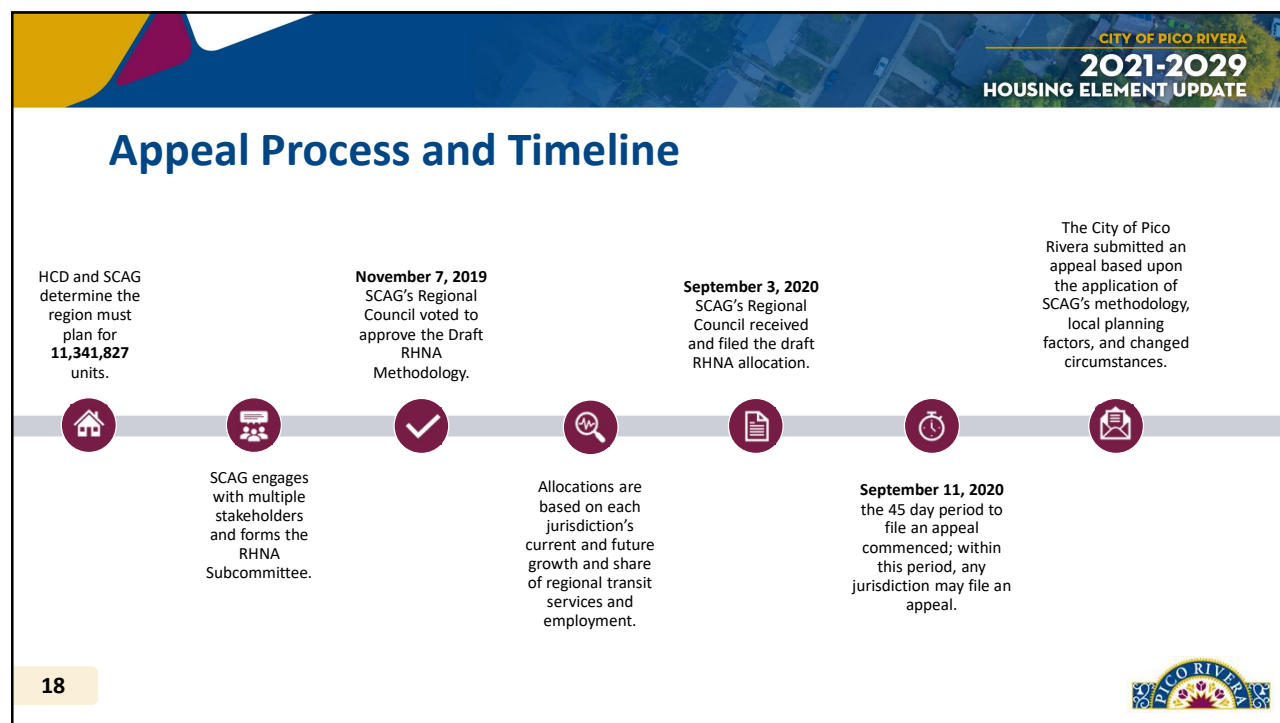 CITY OF PICO RIVERA
2021-2029
HOUSING ELEMENT UPDATE
Appeal Process and Timeline
HCD and SCAG
determine the
region must
plan for
11,341,827
units.
SCAG engages
with multiple
stakeholders
and forms the
RHNA
Subcommittee.
November 7, 2019
SCAG’s Regional
Council voted to
approve the Draft
RHNA
Methodology.
Allocations are
based on each
jurisdiction’s
current and future
growth and share
of regional transit
services and
employment.
September 3, 2020
SCAG’s Regional
Council received
and filed the draft
RHNA allocation.
September 11, 2020
the 45 day period to
file an appeal
commenced; within
this period, any
jurisdiction may file an
appeal.
The City of Pico
Rivera submitted an
appeal based upon
the application of
SCAG’s methodology,
local planning
factors, and changed
circumstances.
18
PICO RIVERA